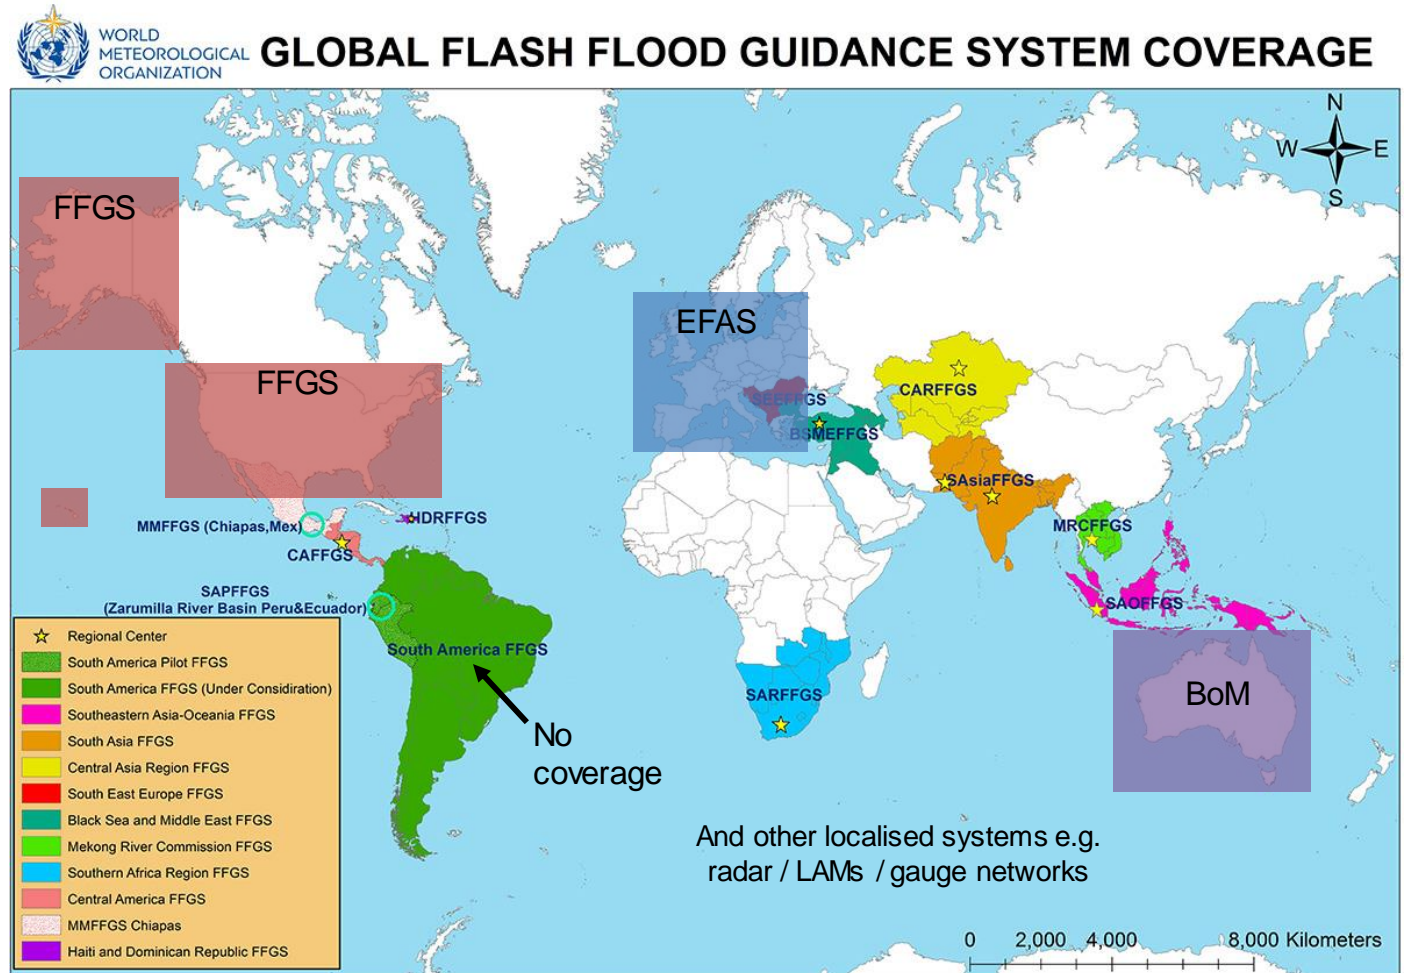 WORLD
METEOROLOGICAL
ORGANIZATION
GLOBAL FLASH FLOOD GUIDANCE SYSTEM COVERAGE
N
W E
S
FFGS
FFGS
EFAS
SEEFFGS
BSMEFFGS
CARFFGS
SAsiaFFGS
MRCFFGS
SAOFFGS
HDRFFGS
MMFFGS (Chiapas,Mex)
CAFFGS
SAPFFGS
(Zarumilla River Basin Peru&Ecuador)
South America FFGS
SARFFGS
BoM
No
coverage
And other localised systems e.g.
radar / LAMs / gauge networks
Regional Center
South America Pilot FFGS
South America FFGS (Under Considiration)
Southeastern Asia-Oceania FFGS
South Asia FFGS
Central Asia Region FFGS
South East Europe FFGS
Black Sea and Middle East FFGS
Mekong River Commission FFGS
Southern Africa Region FFGS
Central America FFGS
MMFFGS Chiapas
Haiti and Dominican Republic FFGS
0 2,000 4,000 8,000 Kilometers